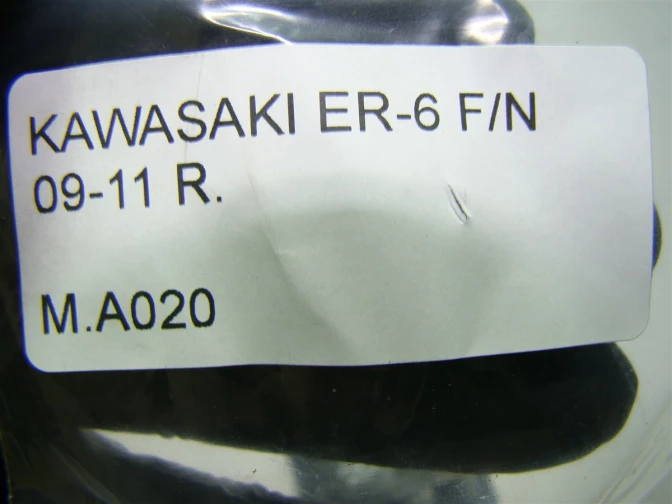 KAWASAKI ER-6 F/N
09-11 R.
M.A020